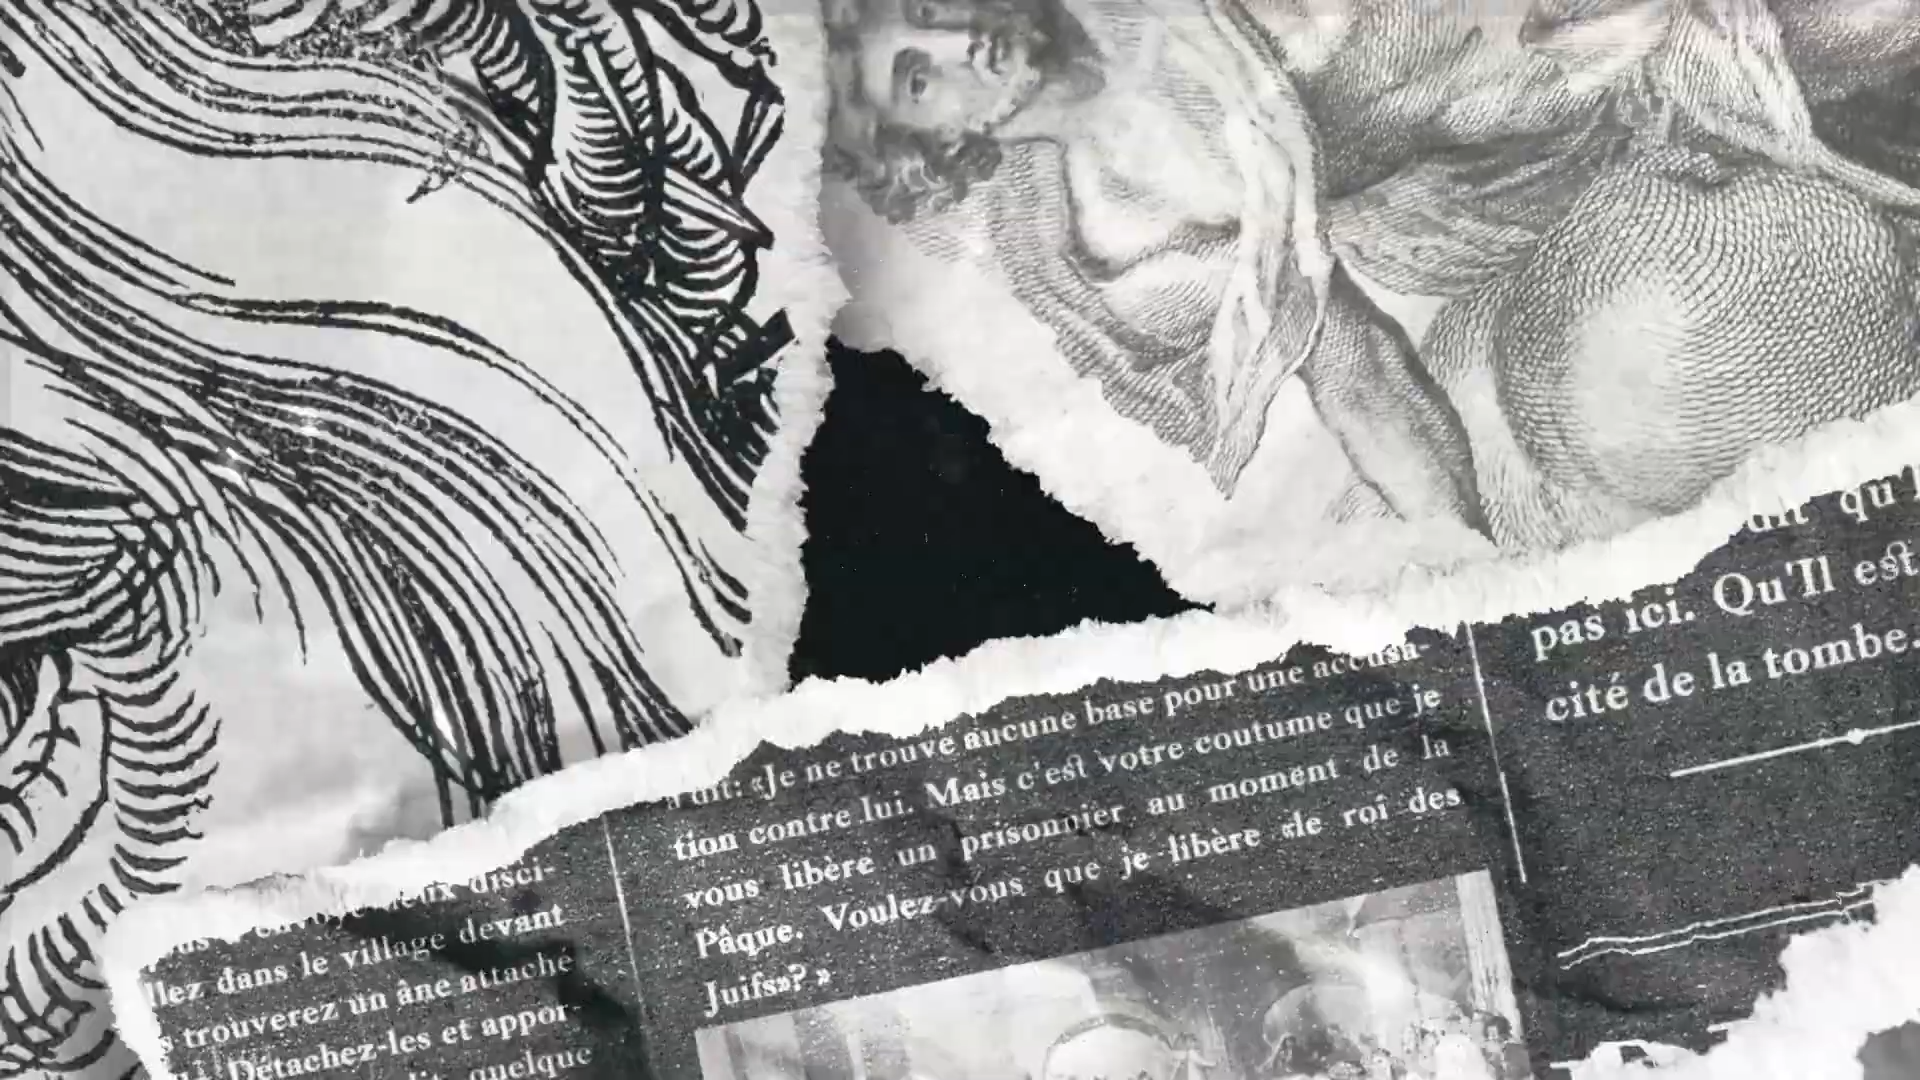 disci-
dans le village devant
trouverez un âne attaché
Détachez-les et appor-
quelque
dit: «Je ne trouve aucune base pour une accusa-
tion contre lui. Mais c'est votre coutume que je
vous libère un prisonnier au moment de la
Pâque. Voulez-vous que je libère «le roi des
Juifs»? »
qu'I
pas ici. Qu'Il est
cité de la tombe.